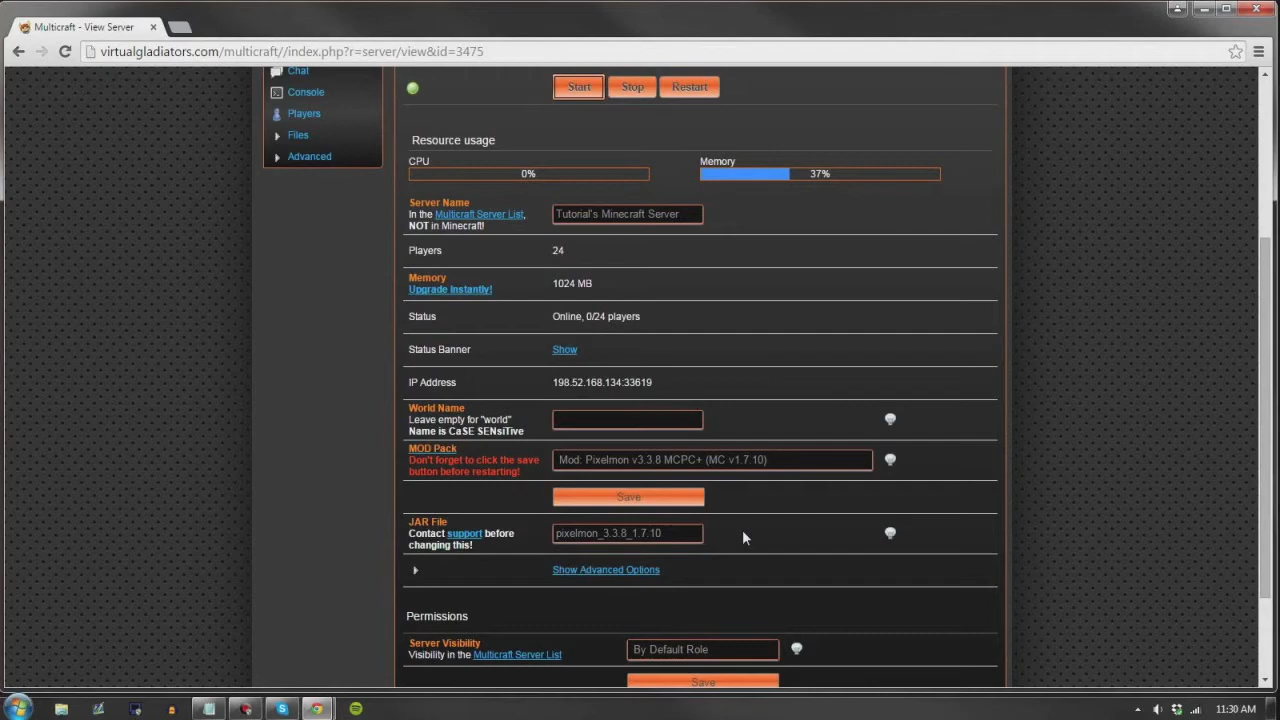 Multicraft - View Server
virtualgladiators.com/multicraft//index.php?r=server/view&id=3475
Chat
Console
Players
Files
Advanced
Start Stop Restart
Resource usage
CPU
0%
Memory
37%
Server Name
In the Multicraft Server List,
NOT in Minecraft!
Tutorial's Minecraft Server
Players 24
Memory
Upgrade Instantly!
1024 MB
Status Online, 0/24 players
Status Banner Show
IP Address 198.52.168.134:33619
World Name
Leave empty for "world"
Name is CaSE SENsiTive
MOD Pack
Don't forget to click the save
button before restarting!
Mod: Pixelmon v3.3.8 MCPC+ (MC v1.7.10)
Save
JAR File
Contact support before
changing this!
pixelmon_3.3.8_1.7.10
Show Advanced Options
Permissions
Server Visibility
Visibility in the Multicraft Server List
By Default Role
Save
11:30 AM